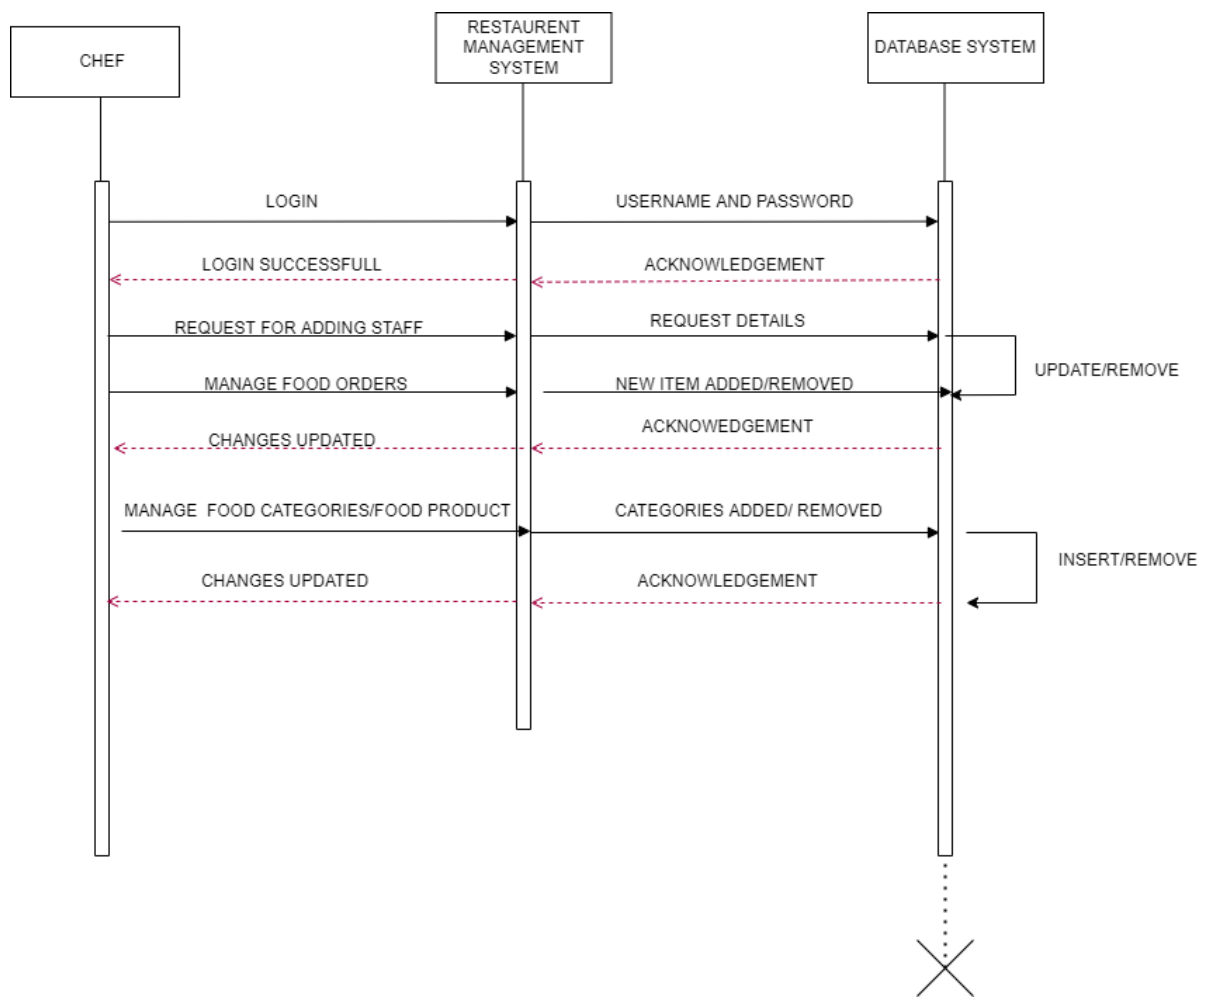 CHEF
RESTAURENT
MANAGEMENT
SYSTEM
DATABASE SYSTEM
LOGIN
USERNAME AND PASSWORD
LOGIN SUCCESSFULL
ACKNOWLEDGEMENT
REQUEST FOR ADDING STAFF
REQUEST DETAILS
UPDATE/REMOVE
MANAGE FOOD ORDERS
NEW ITEM ADDED/REMOVED
CHANGES UPDATED
ACKNOWEDGEMENT
MANAGE  FOOD CATEGORIES/FOOD PRODUCT
CATEGORIES ADDED/ REMOVED
INSERT/REMOVE
CHANGES UPDATED
ACKNOWLEDGEMENT